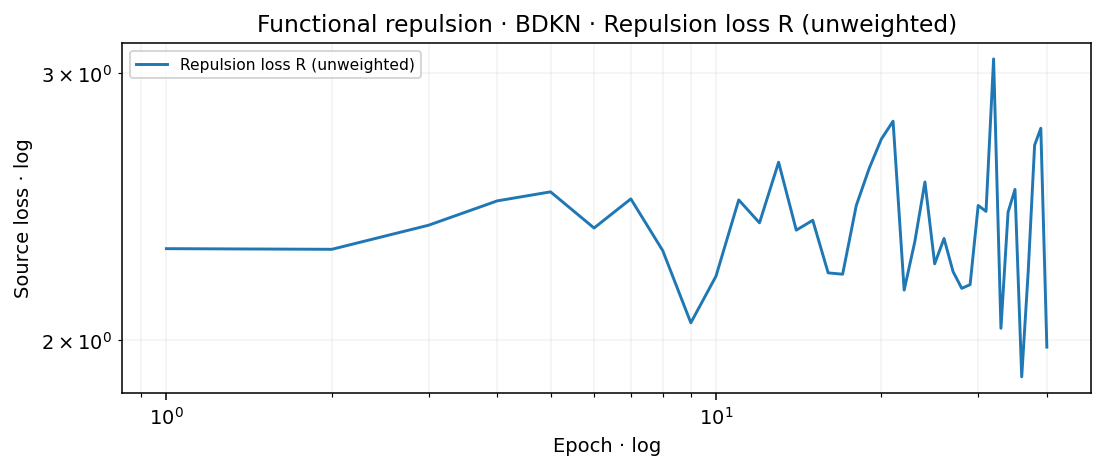 Functional repulsion · BDKN · Repulsion loss R (unweighted)
Repulsion loss R (unweighted)
Source loss · log
3 × 10⁰
2 × 10⁰
10⁰
10¹
Epoch · log